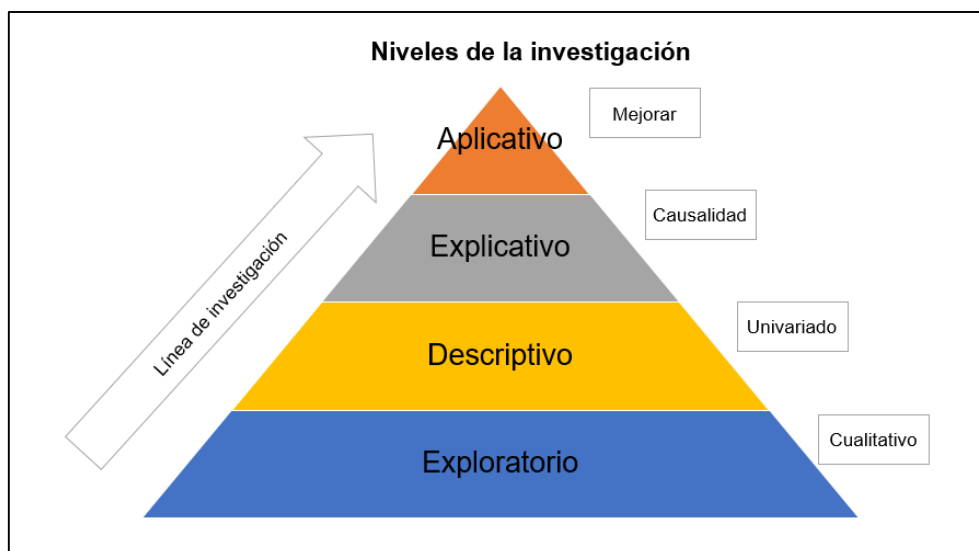 Niveles de la investigación
Mejorar
Aplicativo
Causalidad
Explicativo
Línea de investigación
Univariado
Descriptivo
Cualitativo
Exploratorio